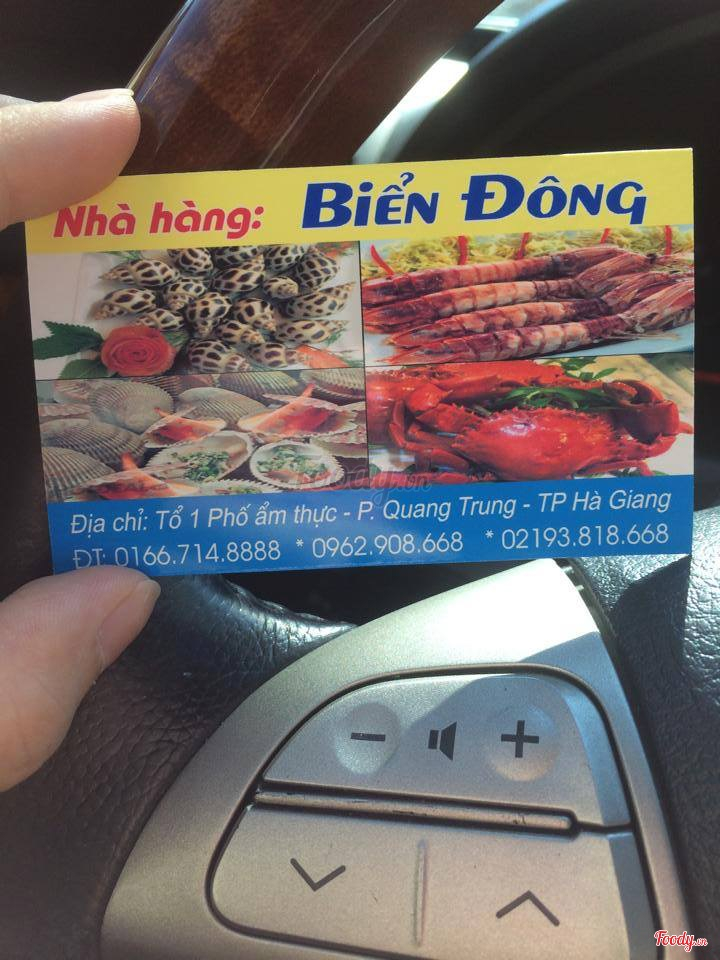 Nhà hàng: BIỂN ĐÔNG
Địa chỉ: Tổ 1 Phố ẩm thực - P. Quang Trung - TP Hà Giang
ĐT: 0166.714.8888 * 0962.908.668 * 02193.818.668
Foody.vn